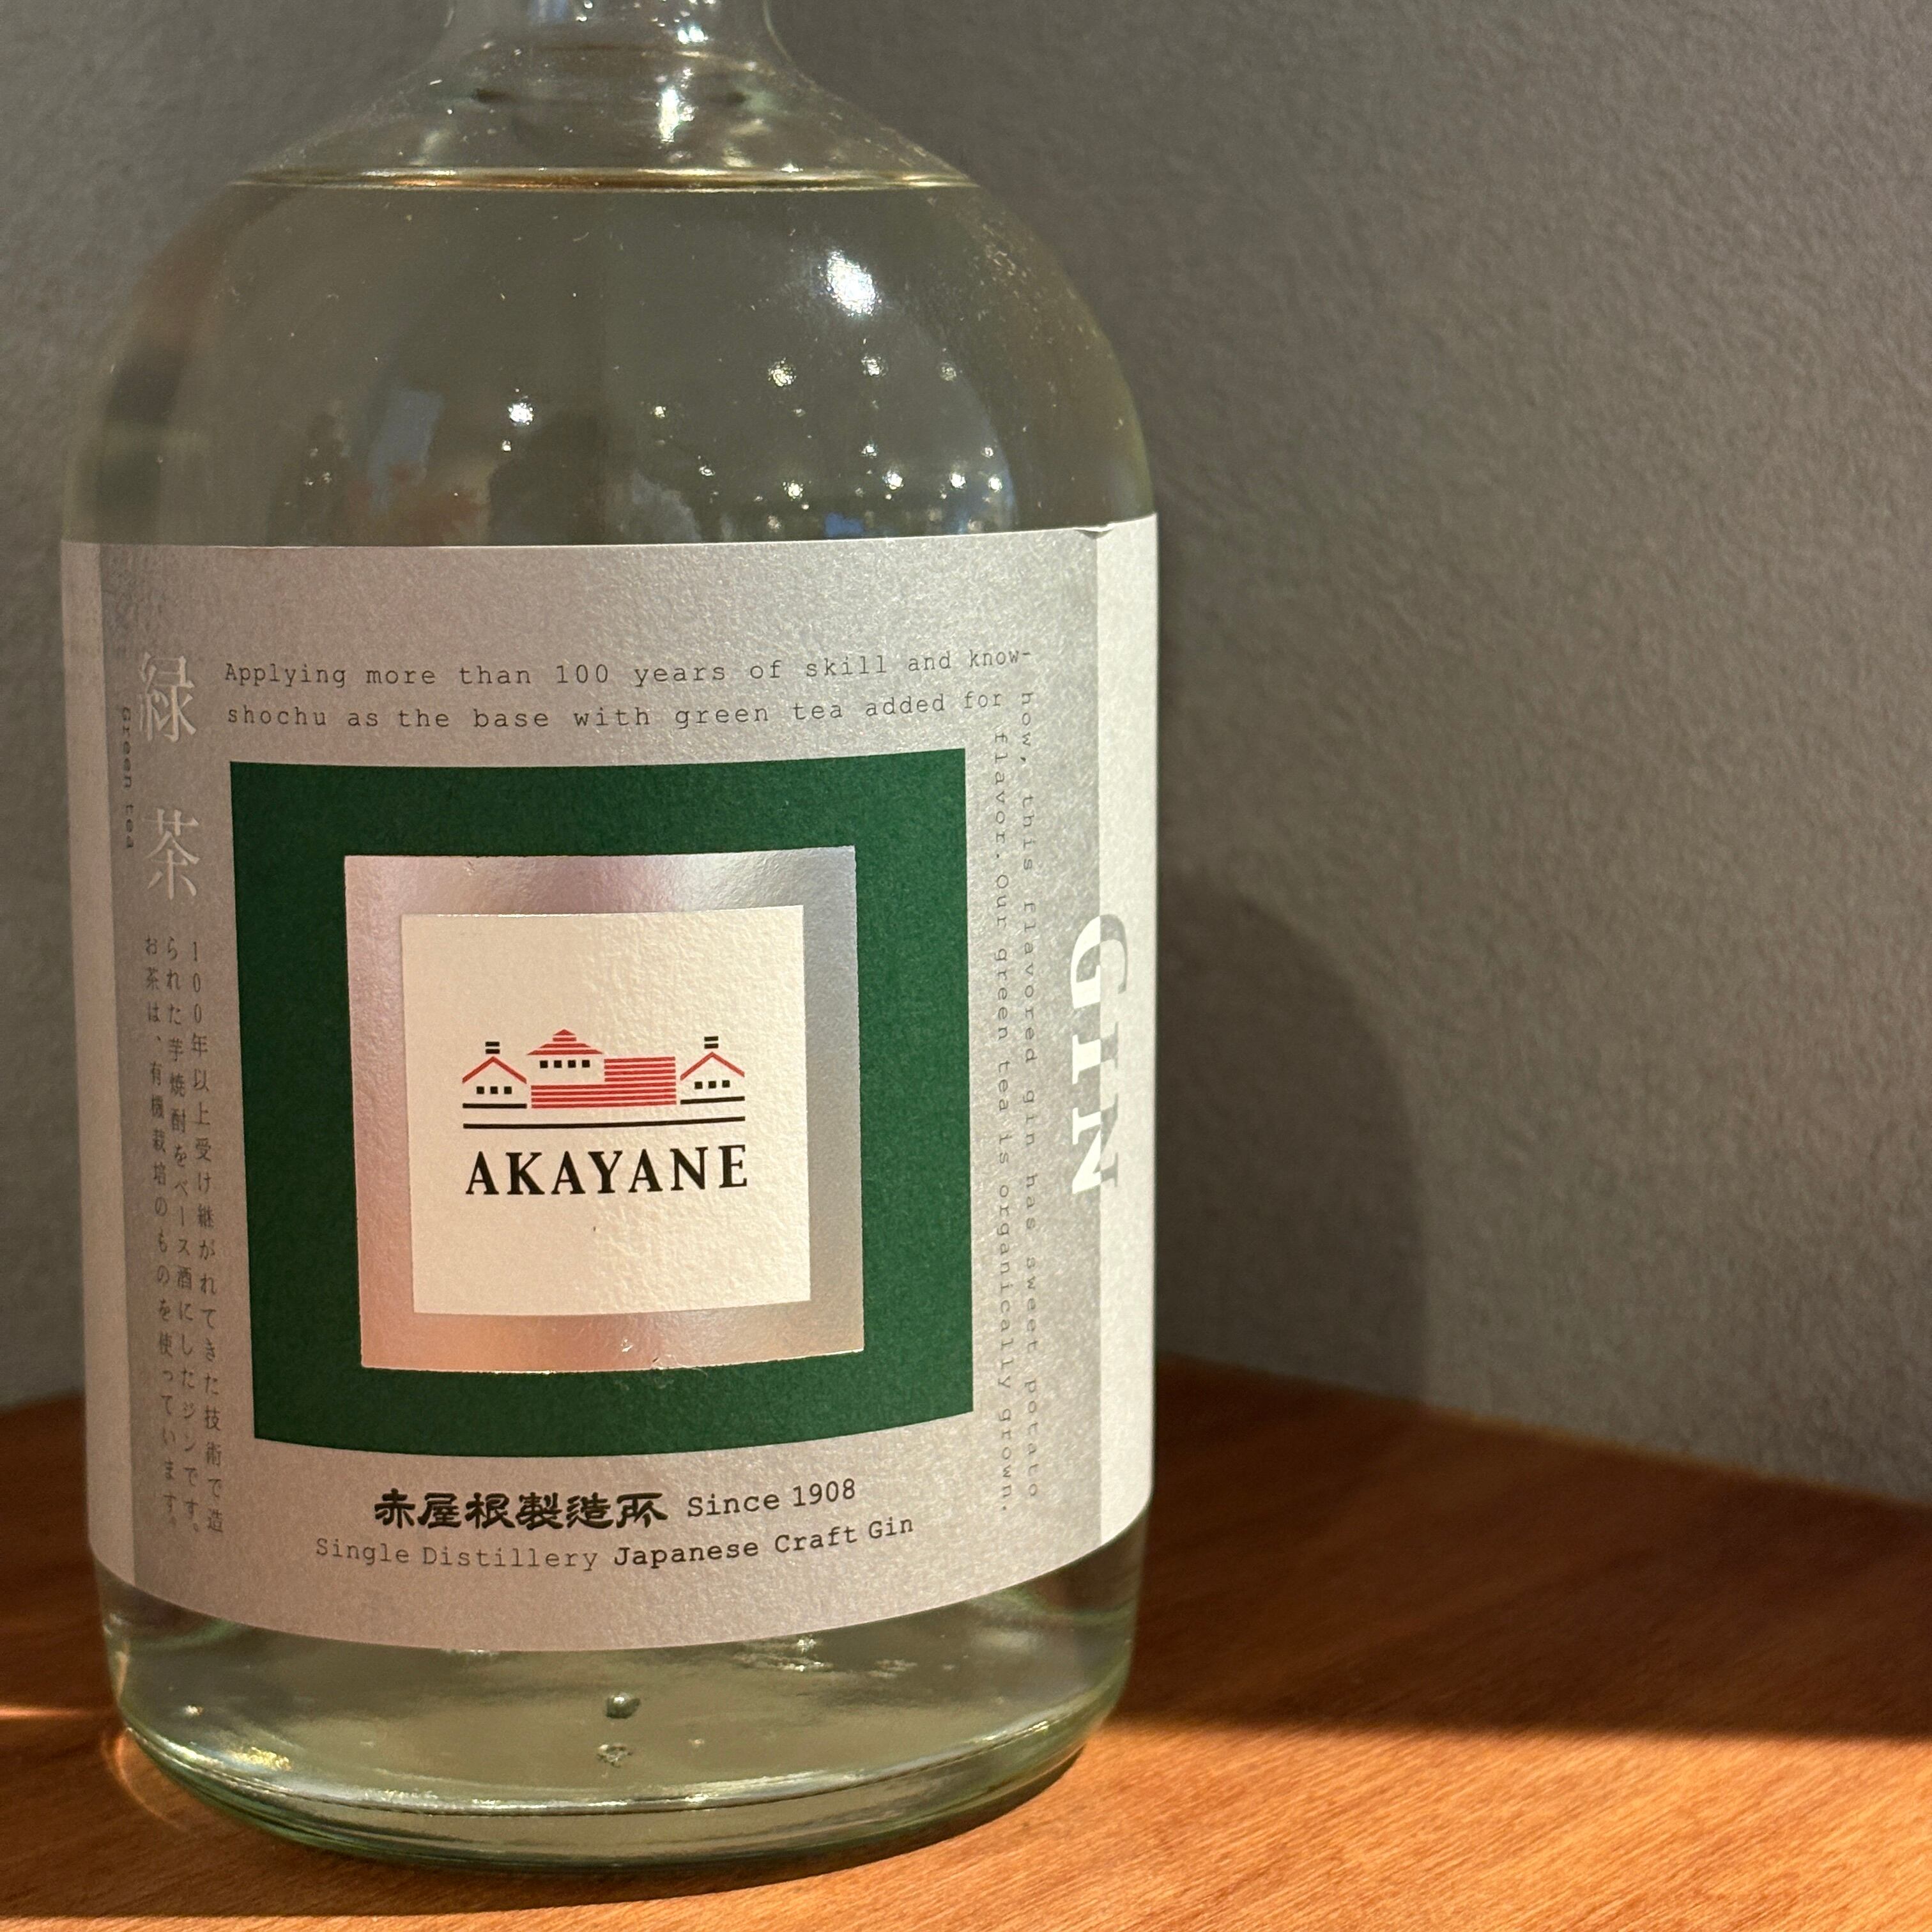 緑茶
Green tea
Applying more than 100 years of skill and know-
how, this flavored gin has sweet potato
shochu as the base with green tea added for
flavor. Our green tea is organically grown.
GIN
100年以上受け継がれてきた技術で造
られた芋焼酎をベース酒にしたジンです。
お茶は、有機栽培のものを使っています。
AKAYANE
赤屋根製造所 Since 1908
Single Distillery Japanese Craft Gin